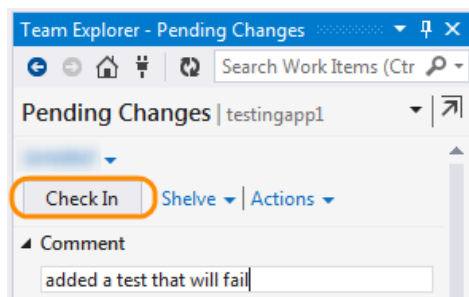 Team Explorer - Pending Changes
Search Work Items (Ctr
Pending Changes | testingapp1
Check In Shelve Actions
Comment
added a test that will fail